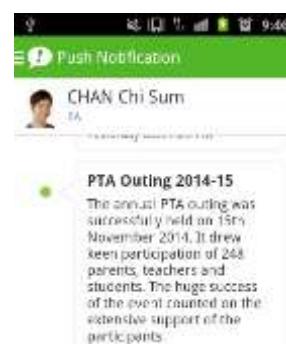 9:46
Push Notification
CHAN Chi Sum
PTA Outing 2014-15
The annual PTA outing was
successfully held on 15th
November 2014. It drew
keen participation of 248
parents, teachers and
students. The huge success
of the event counted on the
extensive support of the
participants